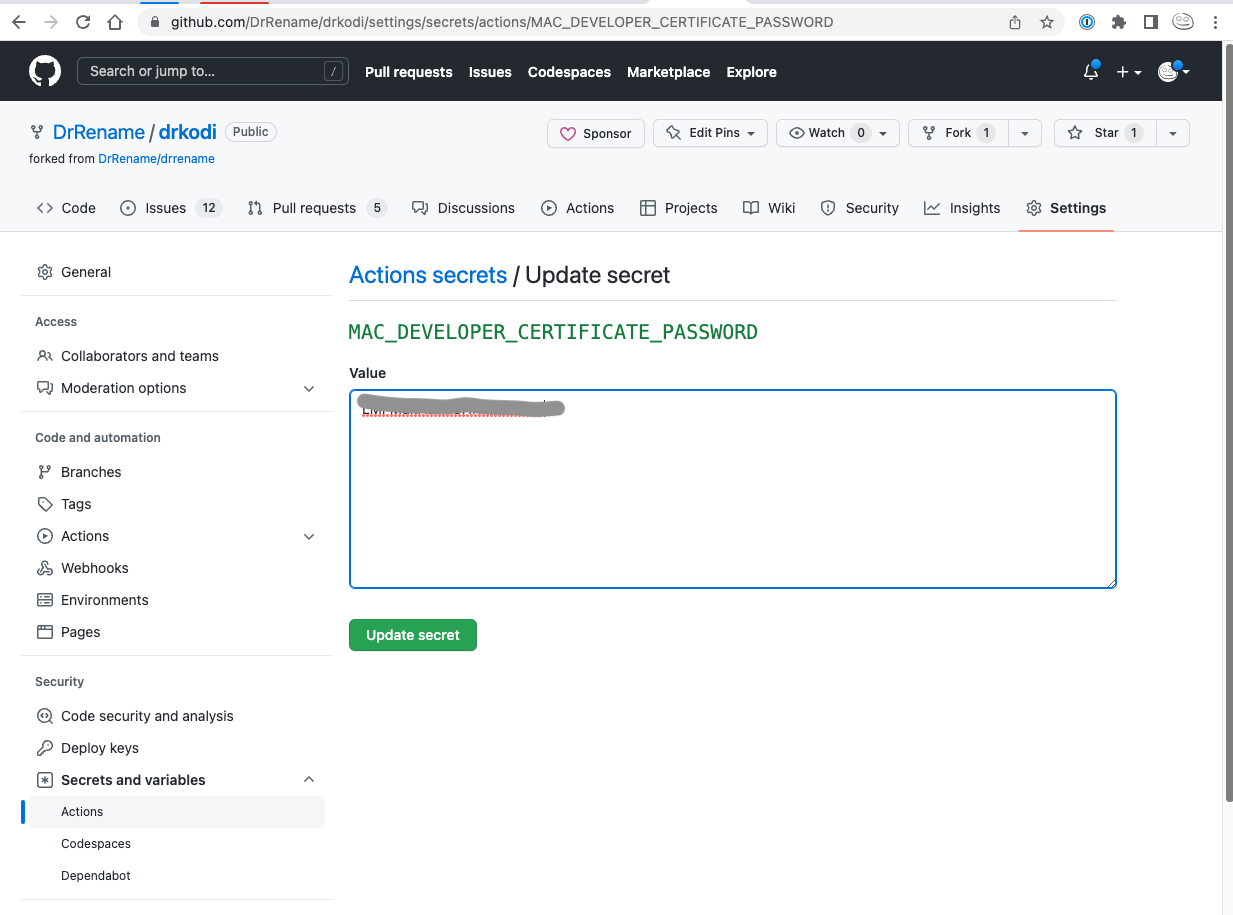 github.com/DrRename/drkodi/settings/secrets/actions/MAC_DEVELOPER_CERTIFICATE_PASSWORD
Search or jump to... /
Pull requests Issues Codespaces Marketplace Explore
DrRename / drkodi Public
Sponsor Edit Pins Watch 0 Fork 1 Star 1
forked from DrRename/drrename
Code Issues 12 Pull requests 5 Discussions Actions Projects Wiki Security Insights Settings
General
Access
Collaborators and teams
Moderation options
Code and automation
Branches
Tags
Actions
Webhooks
Environments
Pages
Security
Code security and analysis
Deploy keys
Secrets and variables
Actions
Codespaces
Dependabot
Actions secrets / Update secret
MAC_DEVELOPER_CERTIFICATE_PASSWORD
Value
Update secret